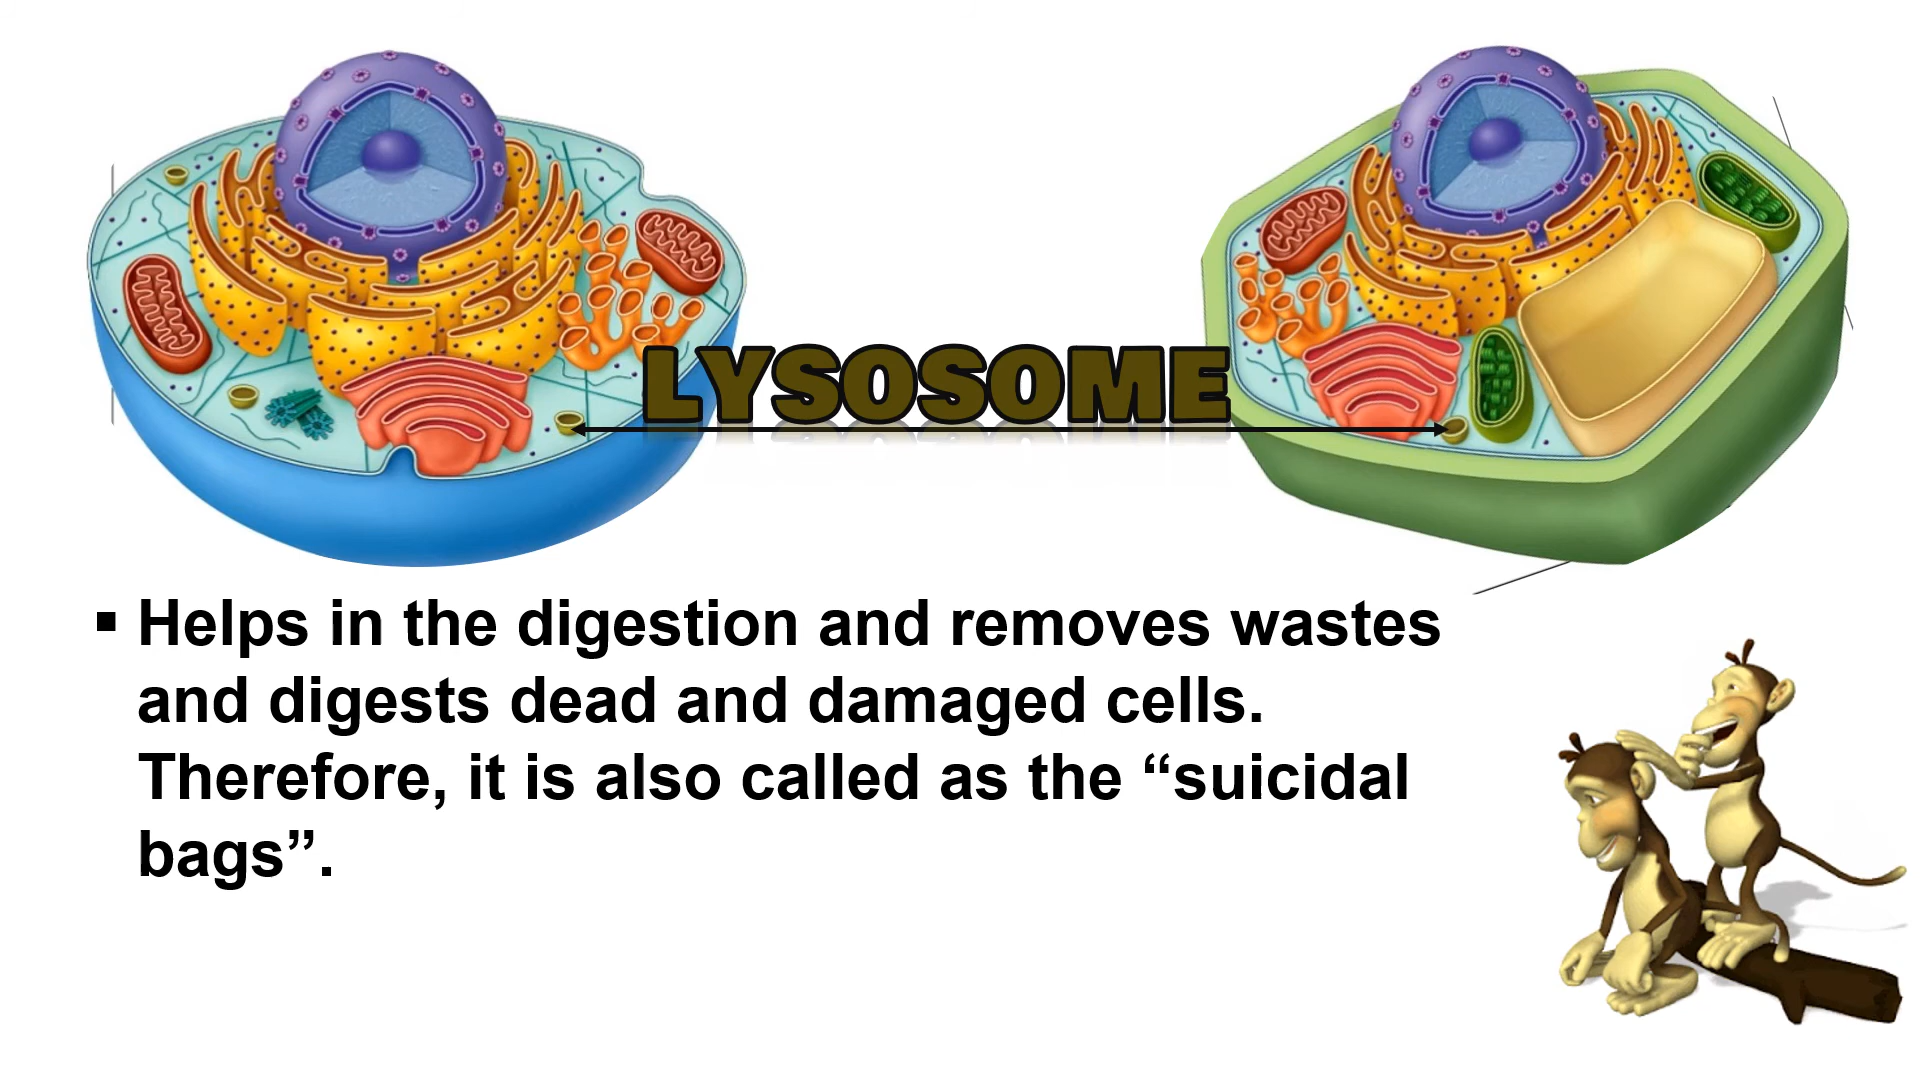 LYSOSOME
▪ Helps in the digestion and removes wastes
and digests dead and damaged cells.
Therefore, it is also called as the “suicidal
bags”.